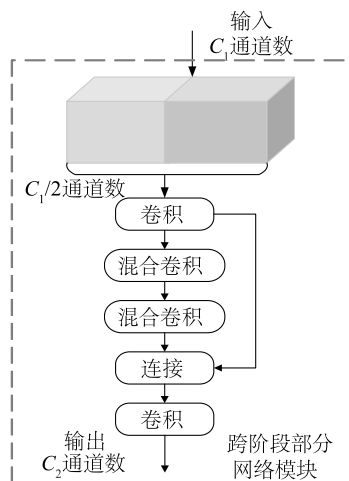 输入
C₁通道数
C₁/2通道数
卷积
混合卷积
混合卷积
连接
卷积
输出
C₂通道数
跨阶段部分
网络模块